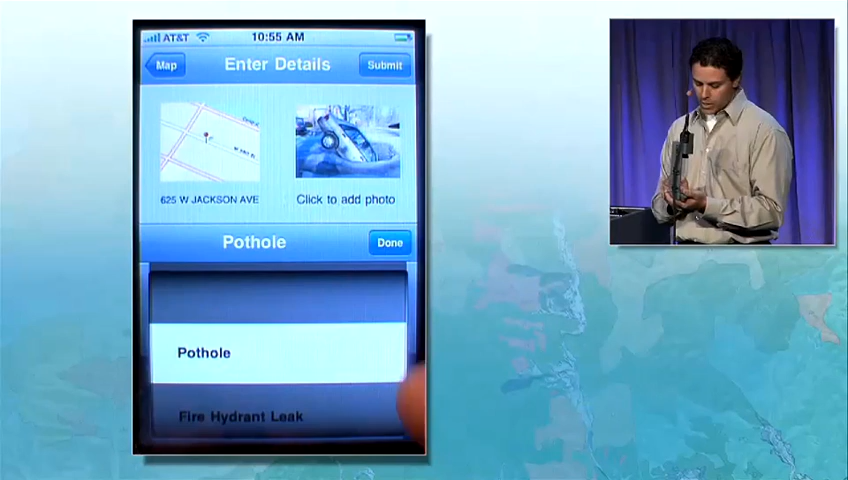 AT&T 10:55 AM
Map Enter Details Submit
625 W JACKSON AVE Click to add photo
Pothole Done
Pothole
Fire Hydrant Leak